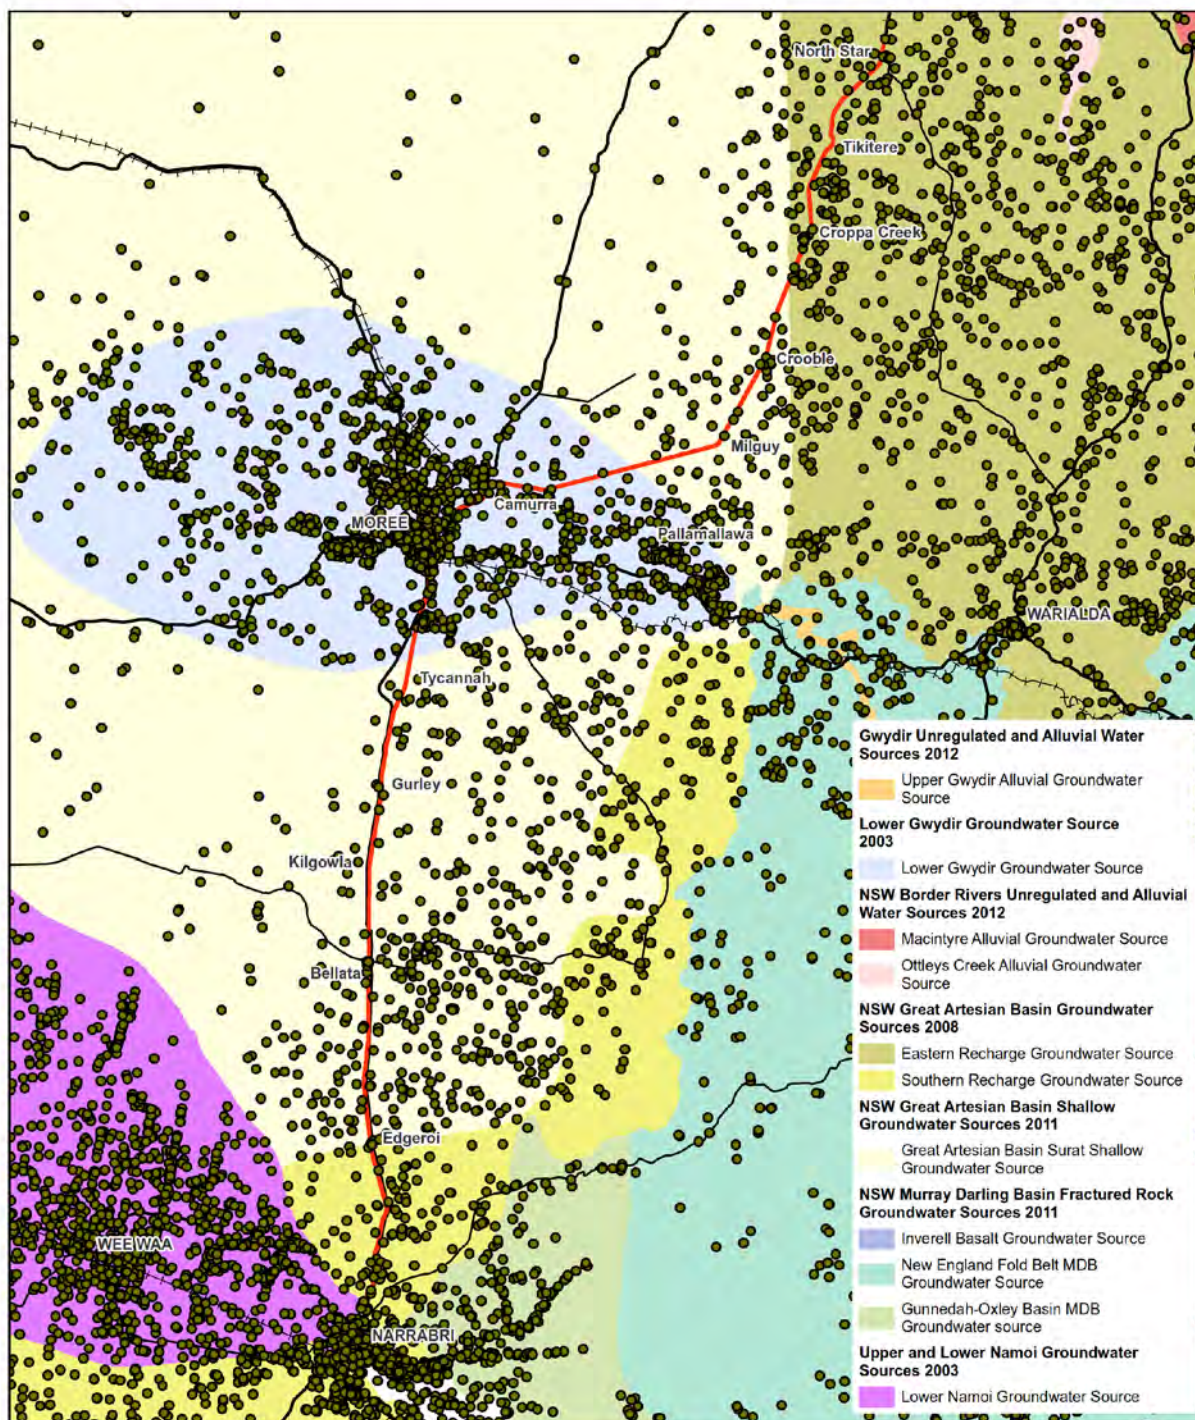 North Star
Tikitere
Croppa Creek
Crooble
Milguy
Camurra
MOREE
Pallamallawa
WARIALDA
Tycannah
Gurley
Kilgowla
Bellata
Edgeroi
WEE WAA
NARRABRI
Gwydir Unregulated and Alluvial Water
Sources 2012
Upper Gwydir Alluvial Groundwater
Source
Lower Gwydir Groundwater Source
2003
Lower Gwydir Groundwater Source
NSW Border Rivers Unregulated and Alluvial
Water Sources 2012
Macintyre Alluvial Groundwater Source
Ottleys Creek Alluvial Groundwater
Source
NSW Great Artesian Basin Groundwater
Sources 2008
Eastern Recharge Groundwater Source
Southern Recharge Groundwater Source
NSW Great Artesian Basin Shallow
Groundwater Sources 2011
Great Artesian Basin Surat Shallow
Groundwater Source
NSW Murray Darling Basin Fractured Rock
Groundwater Sources 2011
Inverell Basalt Groundwater Source
New England Fold Belt MDB
Groundwater Source
Gunnedah-Oxley Basin MDB
Groundwater source
Upper and Lower Namoi Groundwater
Sources 2003
Lower Namoi Groundwater Source